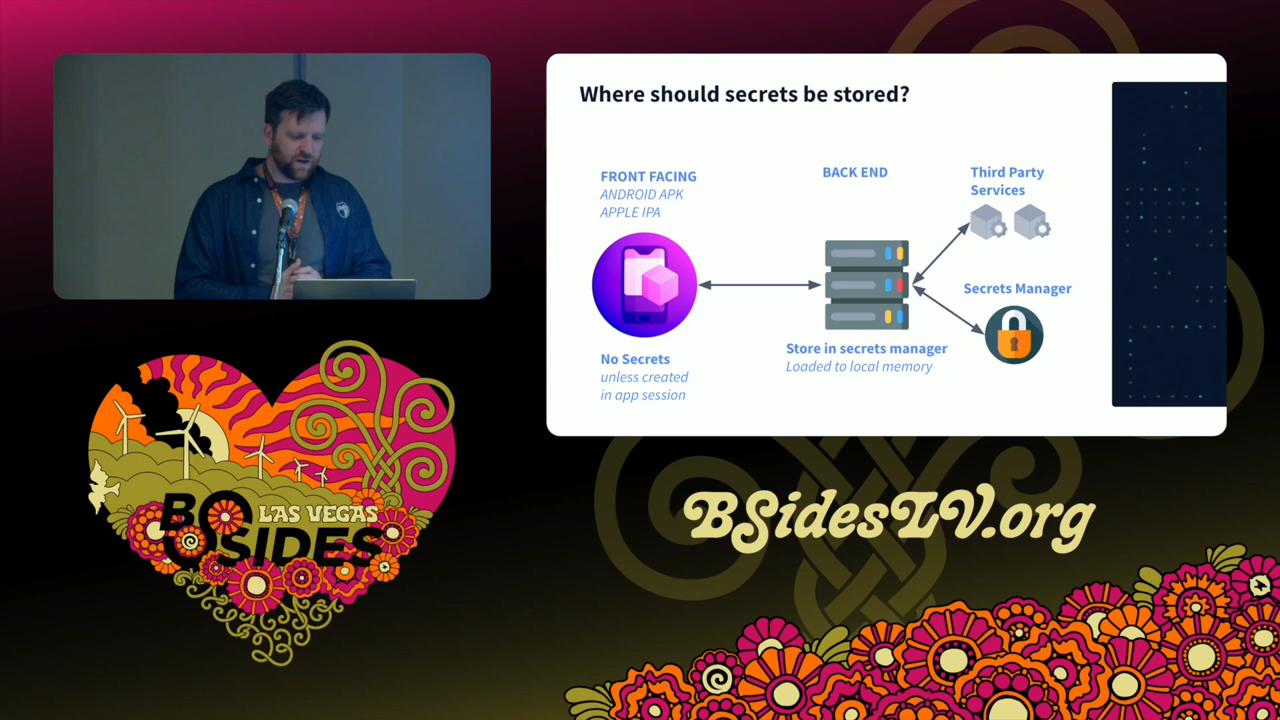 Where should secrets be stored?
FRONT FACING
ANDROID APK
APPLE IPA
BACK END
Third Party
Services
Secrets Manager
No Secrets
unless created
in app session
Store in secrets manager
Loaded to local memory
LAS VEGAS
BSIDES
BSidesLV.org